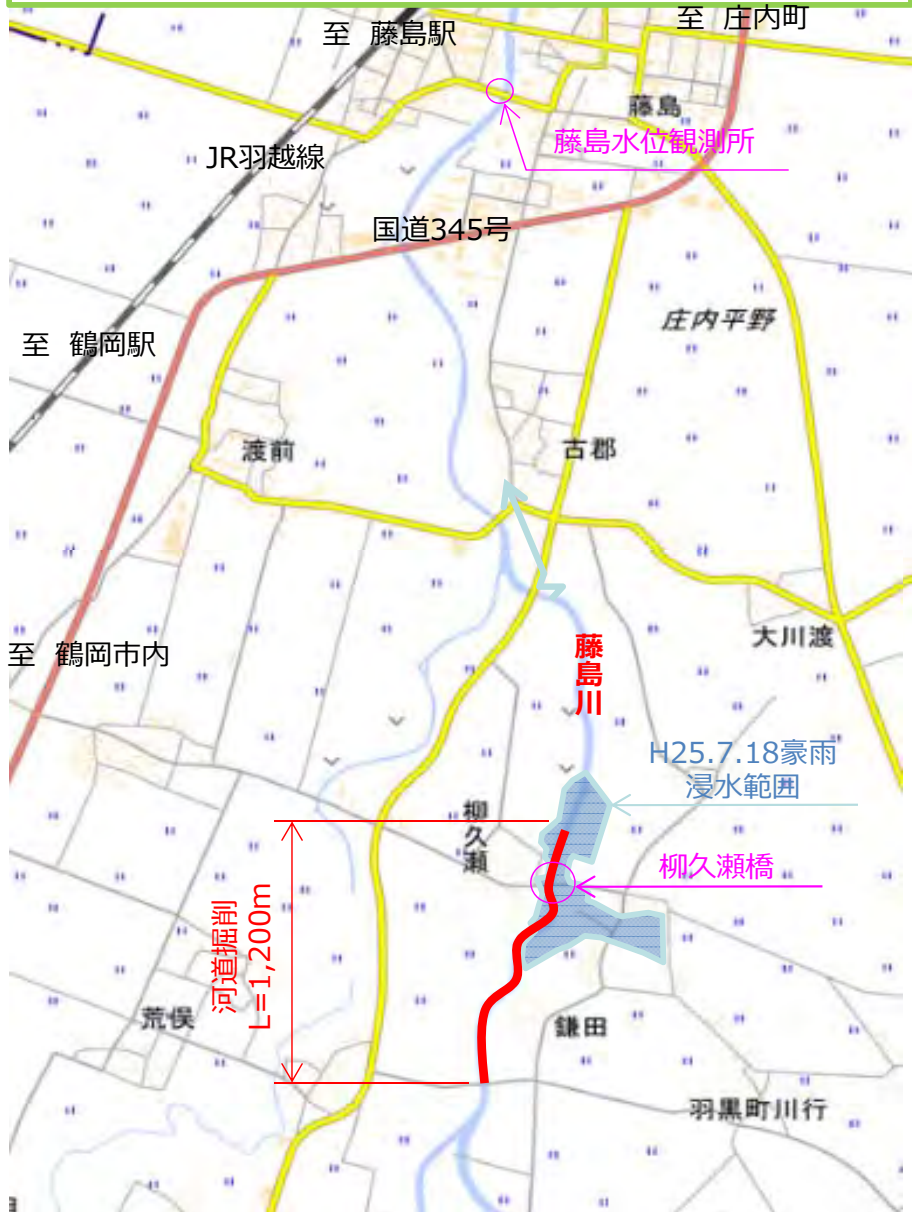 至 藤島駅
至 庄内町
藤島
藤島水位観測所
JR羽越線
国道345号
庄内平野
至 鶴岡駅
渡前
古郡
大川渡
至 鶴岡市内
藤島川
H25.7.18豪雨
浸水範囲
柳久瀬
柳久瀬橋
河道掘削
L=1,200m
荒俣
鎌田
羽黒町川行